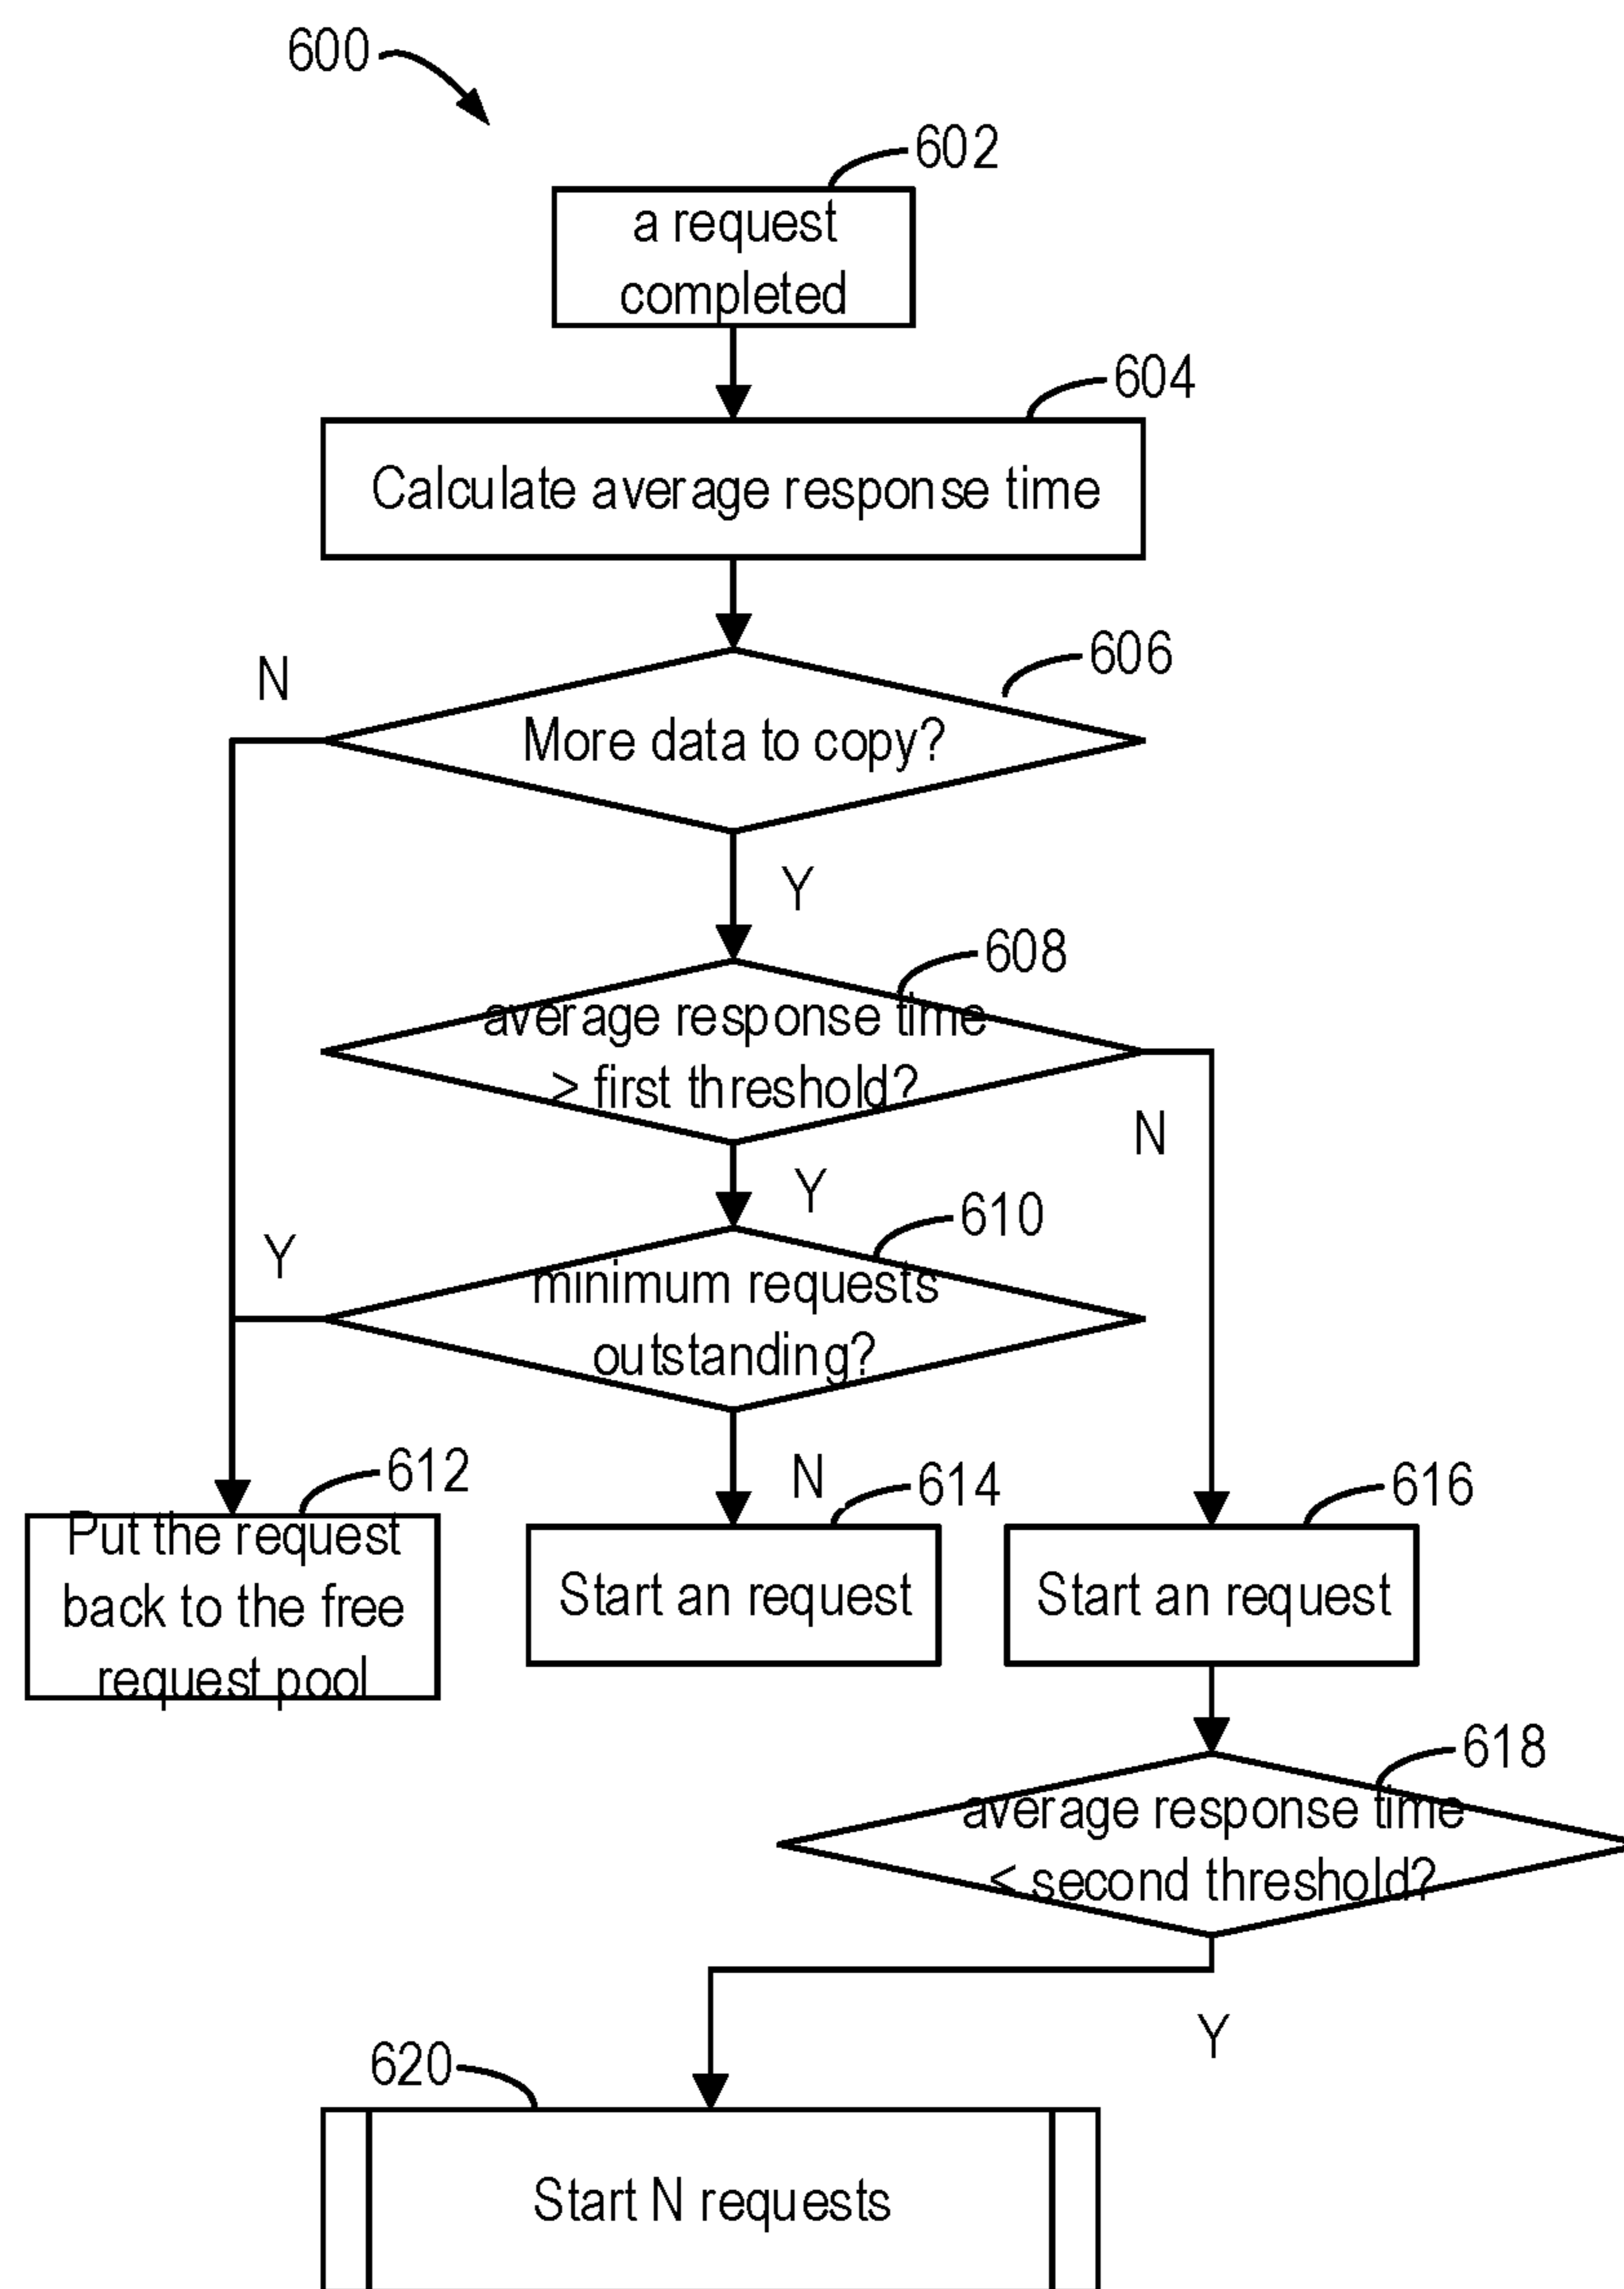 600
602
a request
completed
604
Calculate average response time
606
N
More data to copy?
Y
608
average response time
> first threshold?
N
Y
610
Y
minimum requests
outstanding?
N
612
614
616
Put the request
back to the free
request pool
Start an request
Start an request
618
average response time
< second threshold?
Y
620
Start N requests